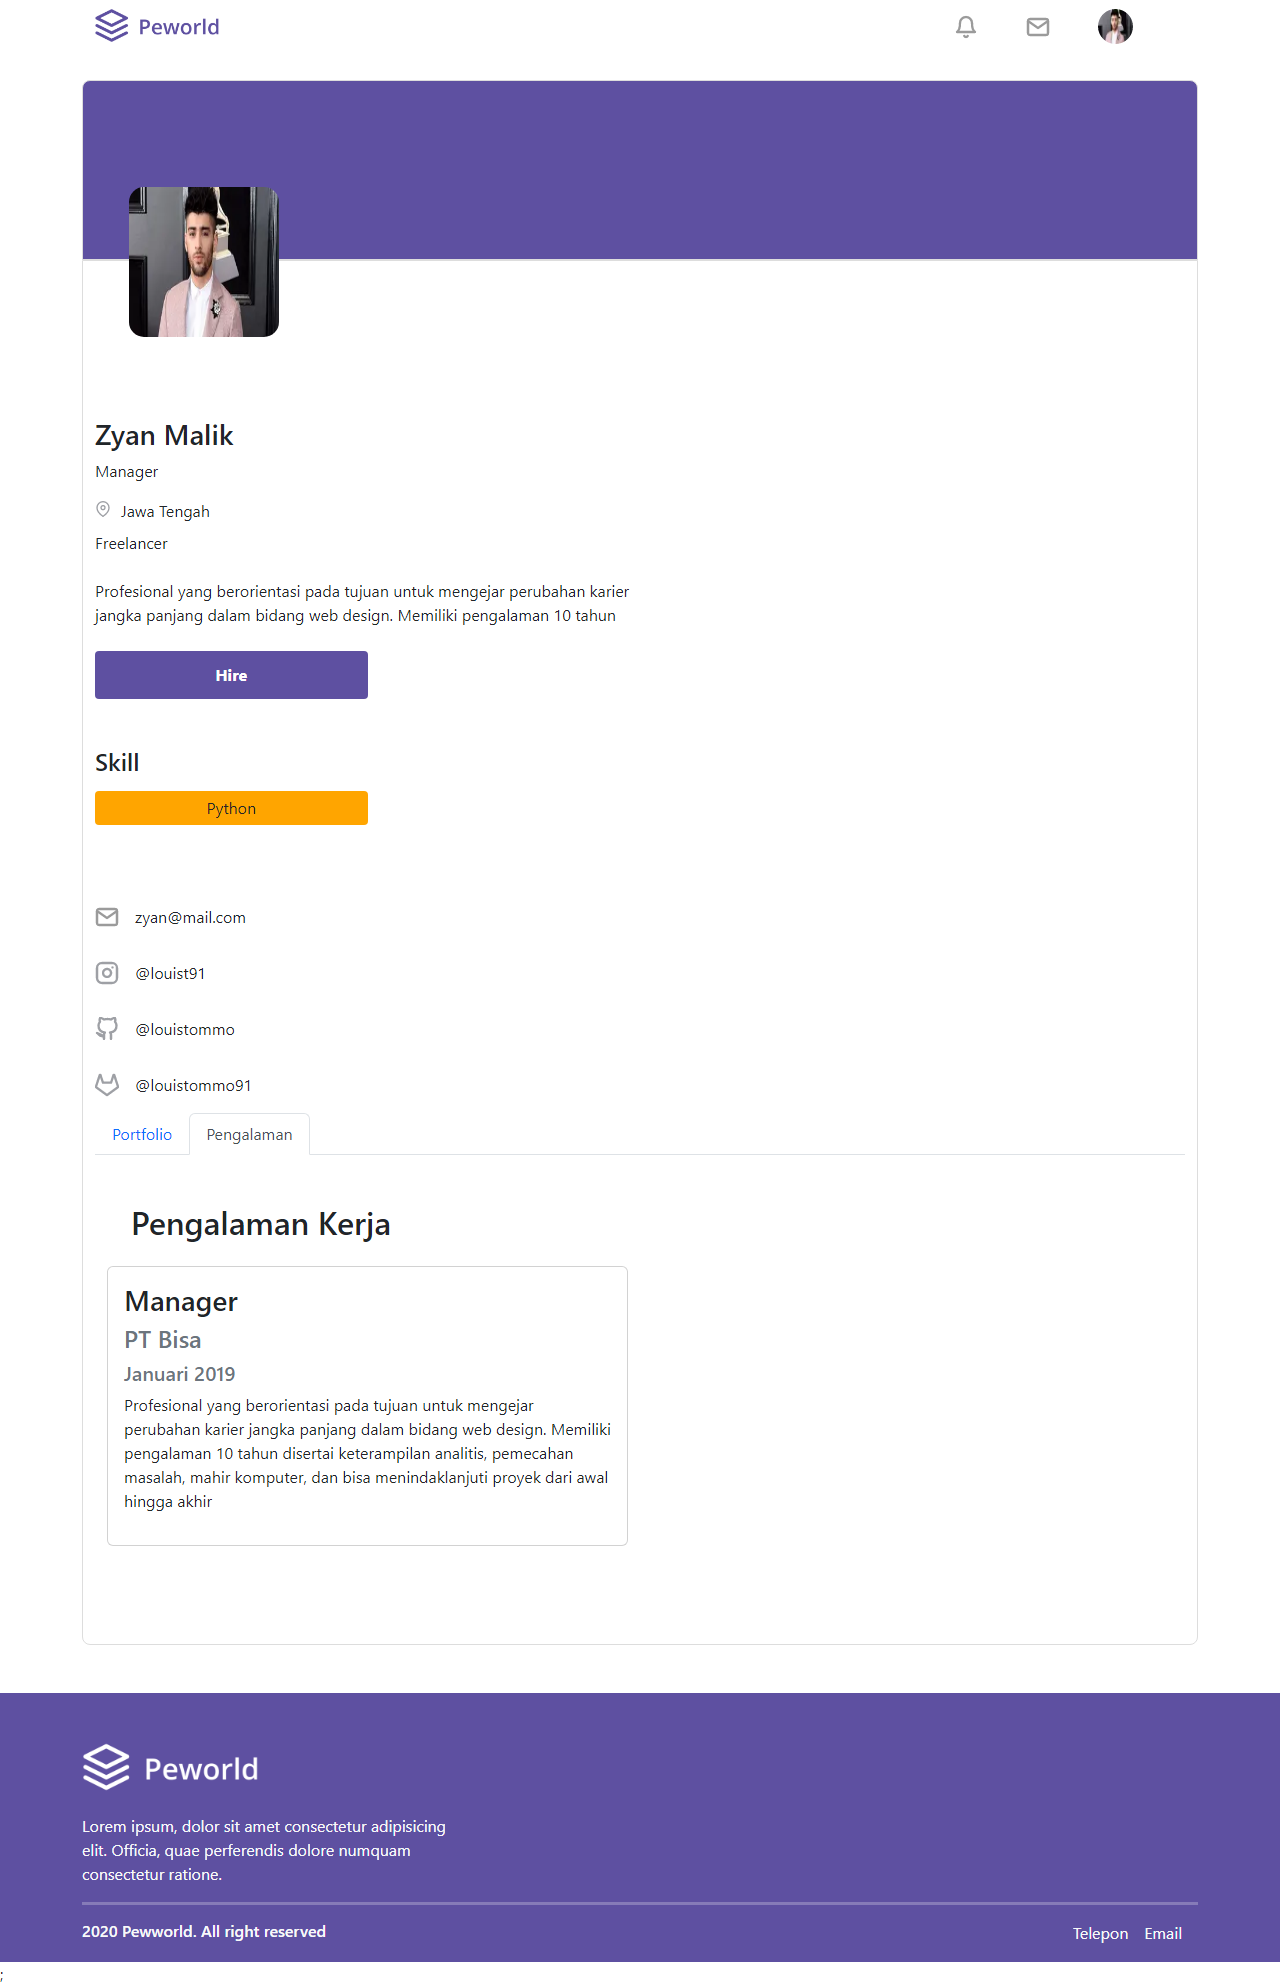 Peworld
Zyan Malik
Manager
Jawa Tengah
Freelancer
Profesional yang berorientasi pada tujuan untuk mengejar perubahan karier
jangka panjang dalam bidang web design. Memiliki pengalaman 10 tahun
Hire
Skill
Python
zyan@mail.com
@louist91
@louistommo
@louistommo91
Portfolio Pengalaman
Pengalaman Kerja
Manager
PT Bisa
Januari 2019
Profesional yang berorientasi pada tujuan untuk mengejar
perubahan karier jangka panjang dalam bidang web design. Memiliki
pengalaman 10 tahun disertai keterampilan analitis, pemecahan
masalah, mahir komputer, dan bisa menindaklanjuti proyek dari awal
hingga akhir
Peworld
Lorem ipsum, dolor sit amet consectetur adipisicing
elit. Officia, quae perferendis dolore numquam
consectetur ratione.
2020 Pewworld. All right reserved Telepon Email
;